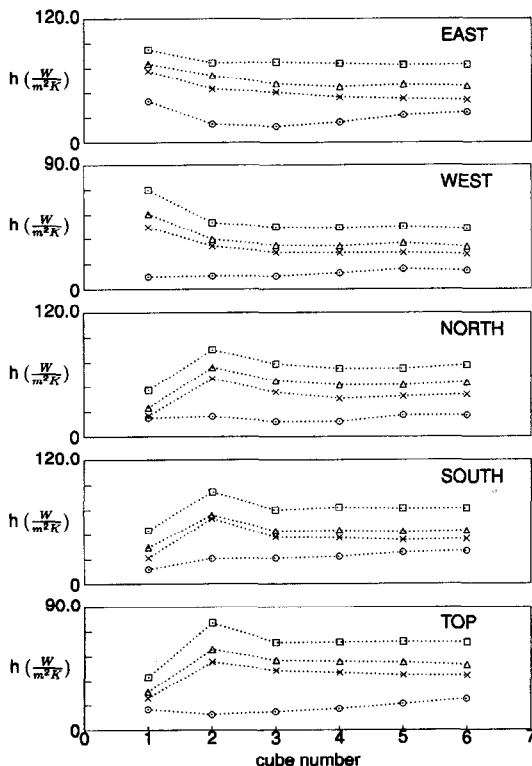 120.0
EAST
h (W/m²K)
0
90.0
WEST
h (W/m²K)
0
120.0
NORTH
h (W/m²K)
0
120.0
SOUTH
h (W/m²K)
0
90.0
TOP
h (W/m²K)
0
0 1 2 3 4 5 6 7
cube number